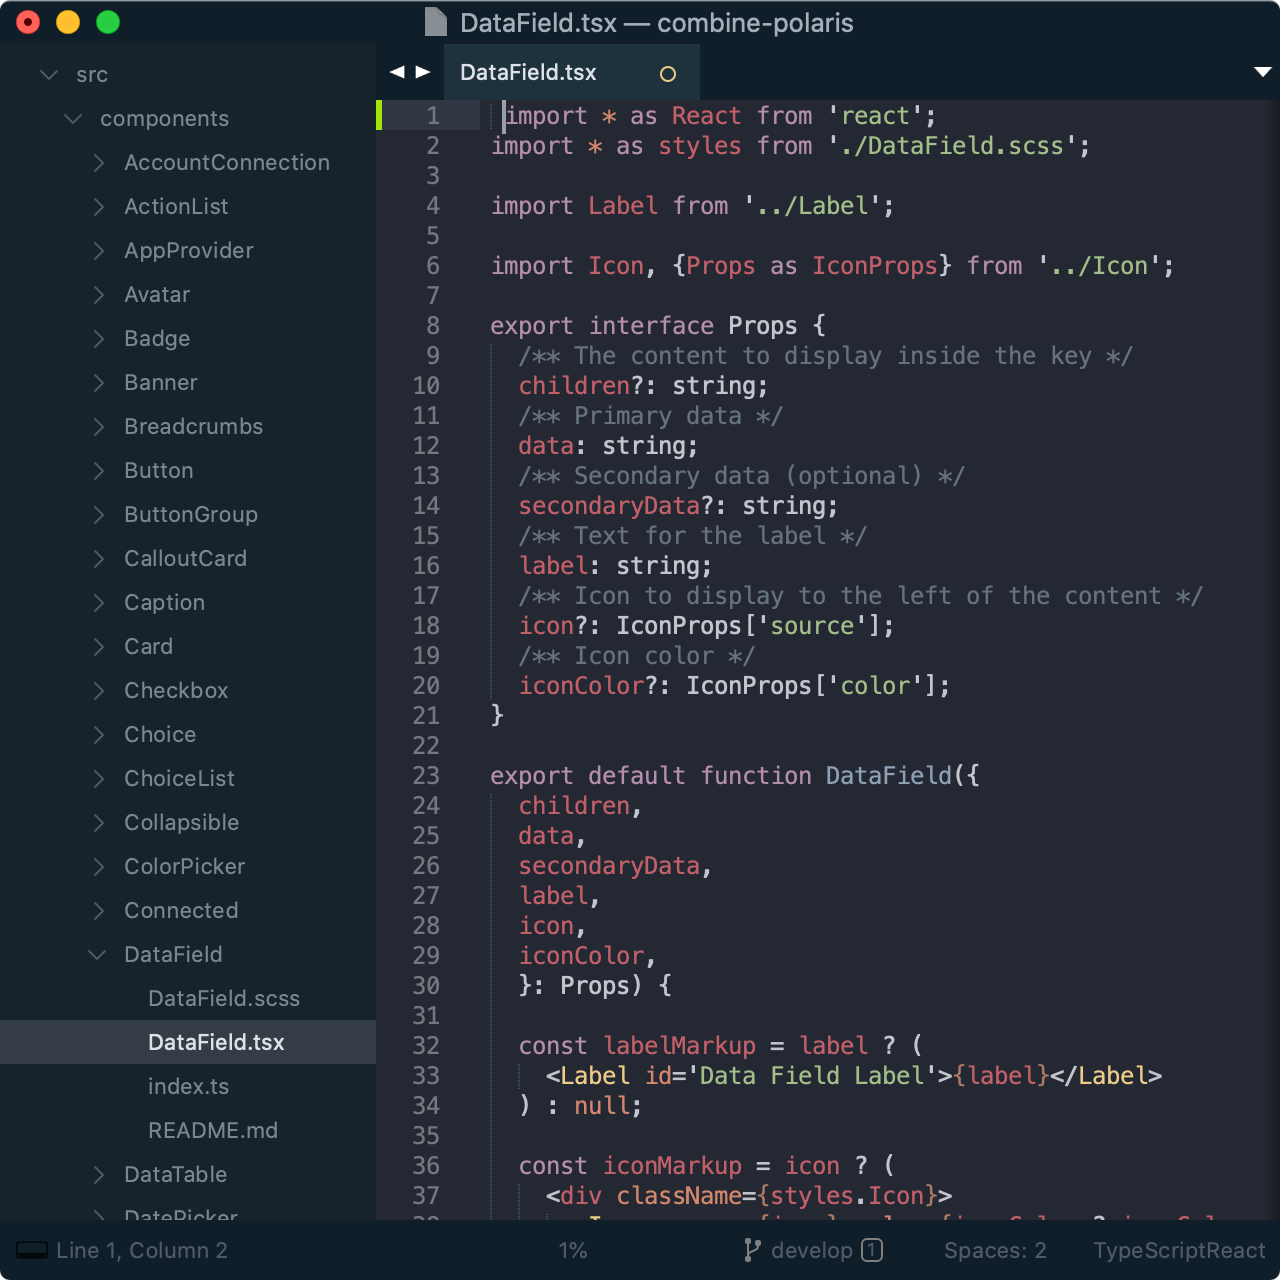 DataField.tsx — combine-polaris
src
components
AccountConnection
ActionList
AppProvider
Avatar
Badge
Banner
Breadcrumbs
Button
ButtonGroup
CalloutCard
Caption
Card
Checkbox
Choice
ChoiceList
Collapsible
ColorPicker
Connected
DataField
DataField.scss
DataField.tsx
index.ts
README.md
DataTable
DatePicker
DataField.tsx
1 import * as React from 'react';
2 import * as styles from './DataField.scss';
3
4 import Label from '../Label';
5
6 import Icon, {Props as IconProps} from '../Icon';
7
8 export interface Props {
9 /** The content to display inside the key */
10 children?: string;
11 /** Primary data */
12 data: string;
13 /** Secondary data (optional) */
14 secondaryData?: string;
15 /** Text for the label */
16 label: string;
17 /** Icon to display to the left of the content */
18 icon?: IconProps['source'];
19 /** Icon color */
20 iconColor?: IconProps['color'];
21 }
22
23 export default function DataField({
24 children,
25 data,
26 secondaryData,
27 label,
28 icon,
29 iconColor,
30 }: Props) {
31
32 const labelMarkup = label ? (
33 <Label id='Data Field Label'>{label}</Label>
34 ) : null;
35
36 const iconMarkup = icon ? (
37 <div className={styles.Icon}>
Line 1, Column 2
1%
develop 1
Spaces: 2
TypeScriptReact